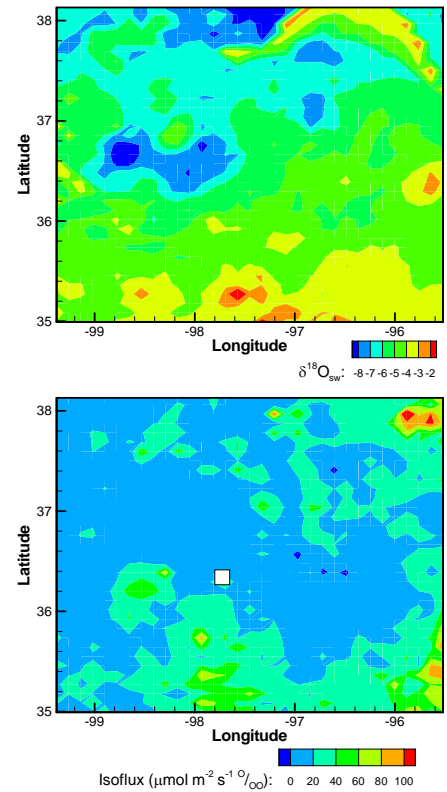 38
37
36
35
Latitude
-99 -98 -97 -96
Longitude
δ18Osw: -8 -7 -6 -5 -4 -3 -2
38
37
36
35
Latitude
-99 -98 -97 -96
Longitude
Isoflux (μmol m-2 s-1 O/OO): 0 20 40 60 80 100